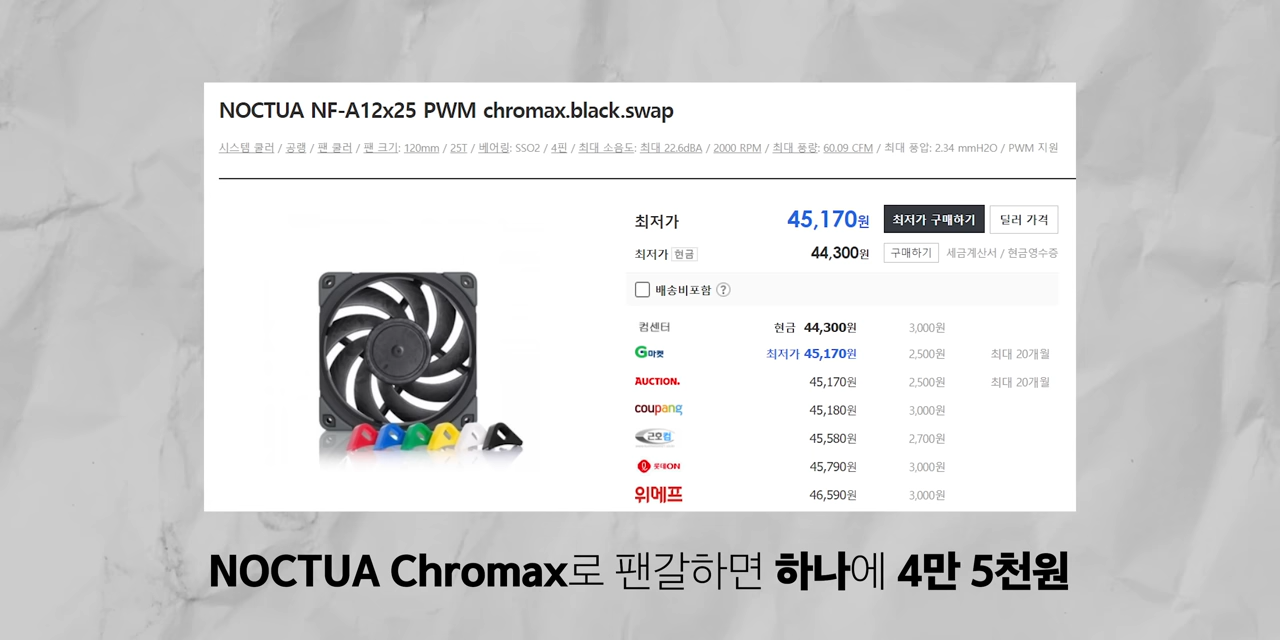 NOCTUA NF-A12x25 PWM chromax.black.swap
시스템 쿨러 / 공랭 / 팬 쿨러 / 팬 크기: 120mm / 25T / 베어링: SSO2 / 4핀 / 최대 소음도: 최대 22.6dBA / 2000 RPM / 최대 풍량: 60.09 CFM / 최대 풍압: 2.34 mmH2O / PWM 지원
최저가 45,170원 최저가 구매하기 딜러 가격
최저가 현금 44,300원 구매하기 세금계산서 / 현금영수증
배송비포함 ?
컴센터 현금 44,300원 3,000원
G마켓 최저가 45,170원 2,500원 최대 20개월
AUCTION. 45,170원 2,500원 최대 20개월
coupang 45,180원 3,000원
근호컴 45,580원 2,700원
롯데ON 45,790원 3,000원
위메프 46,590원 3,000원
NOCTUA Chromax로 팬갈하면 하나에 4만 5천원